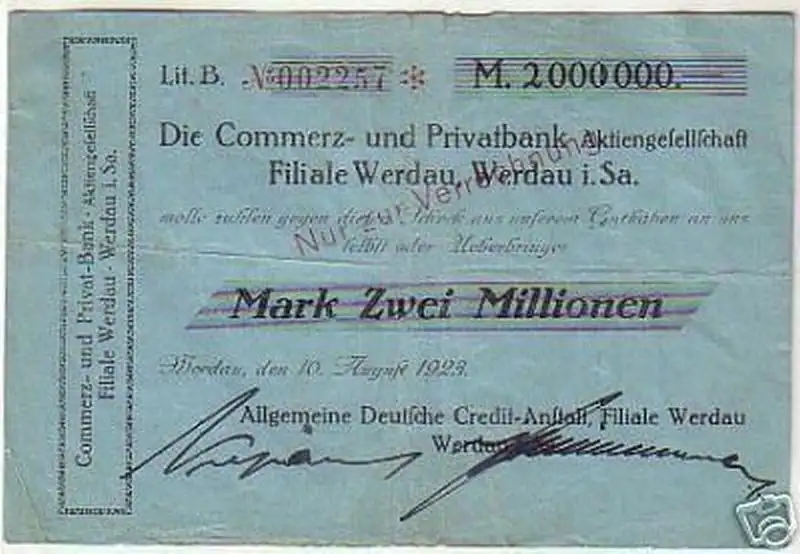 Commerz- und Privat-Bank · Aktiengesellschaft
Filiale Werdau · Werdau i. Sa.
Lit. B. No 002257 * M. 2000000.
Die Commerz- und Privatbank Aktiengesellschaft
Filiale Werdau, Werdau i. Sa.
wolle zahlen gegen diesen Scheck aus unserem Guthaben an uns
selbst oder Ueberbringer
Nur zur Verrechnung
Mark Zwei Millionen
Werdau, den 10. August 1923.
Allgemeine Deutsche Credit-Anstalt, Filiale Werdau
Werdau